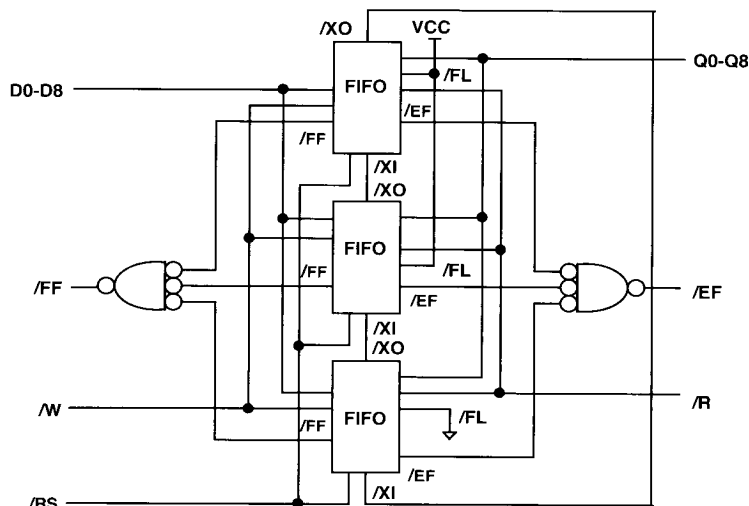 /XO
VCC
Q0-Q8
D0-D8
FIFO
/FL
/EF
/FF
/XI
/XO
FIFO
/FF
/FL
/FF
/EF
/EF
/XI
/XO
/W
FIFO
/R
/FF
/FL
/EF
/XI
/RS